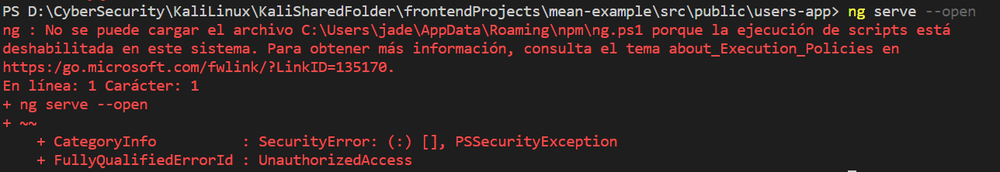 PS D:\CyberSecurity\KaliLinux\KaliSharedFolder\frontendProjects\mean-example\src\public\users-app> ng serve --open
ng : No se puede cargar el archivo C:\Users\jade\AppData\Roaming\npm\ng.ps1 porque la ejecución de scripts está
deshabilitada en este sistema. Para obtener más información, consulta el tema about_Execution_Policies en
https:/go.microsoft.com/fwlink/?LinkID=135170.
En línea: 1 Carácter: 1
+ ng serve --open
+ ~~
    + CategoryInfo          : SecurityError: (:) [], PSSecurityException
    + FullyQualifiedErrorId : UnauthorizedAccess